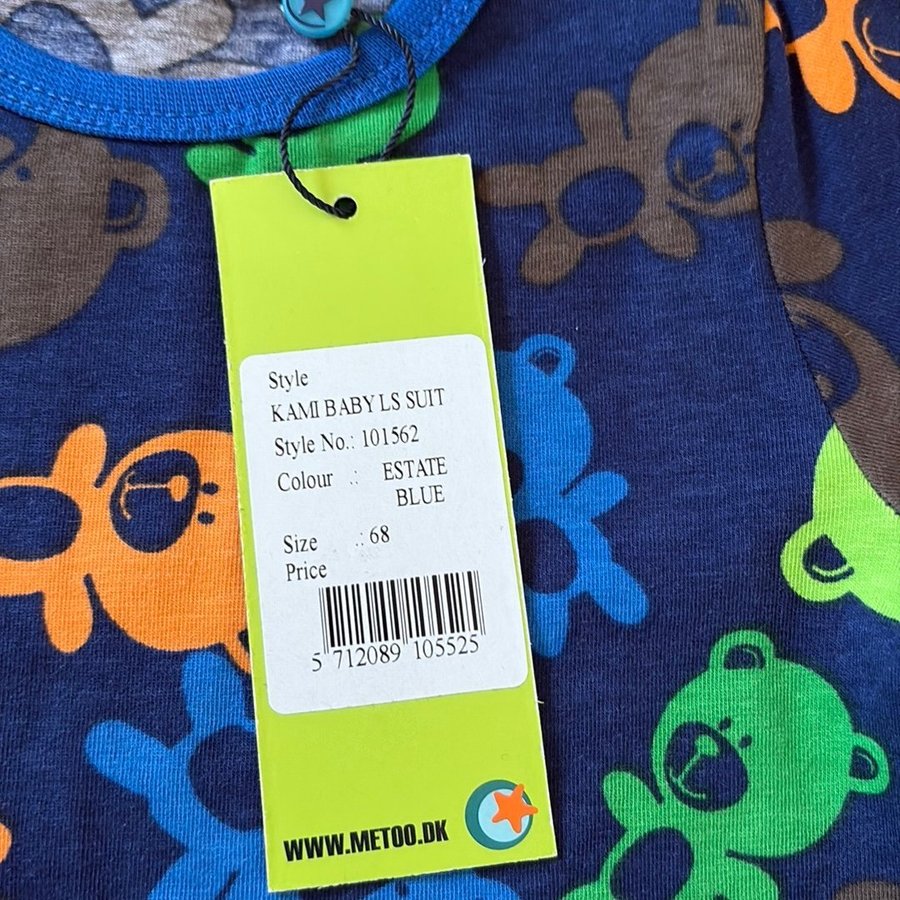 Style
KAMI BABY LS SUIT
Style No.: 101562
Colour .: ESTATE
BLUE
Size .: 68
Price
5 712089 105525
WWW.METOO.DK